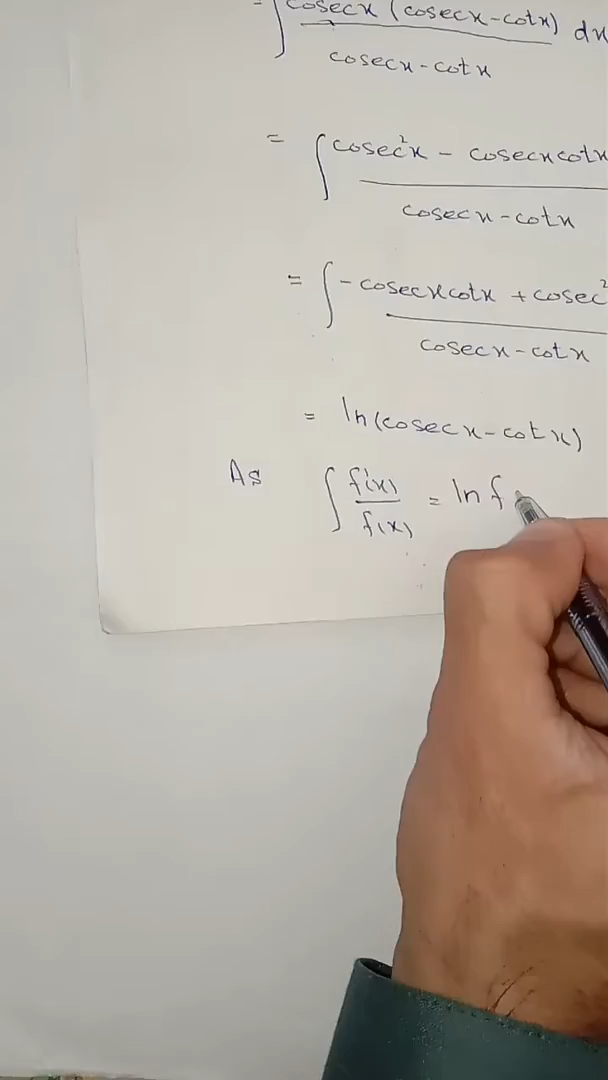 = ∫ cosecx (cosecx-cotx) dx
cosecx-cotx
= ∫ cosec²x - cosecxcotx
cosecx-cotx
= ∫ -cosecxcotx + cosec²
cosecx-cotx
= ln(cosecx-cotx)
As ∫ f'(x) = ln f
f(x)